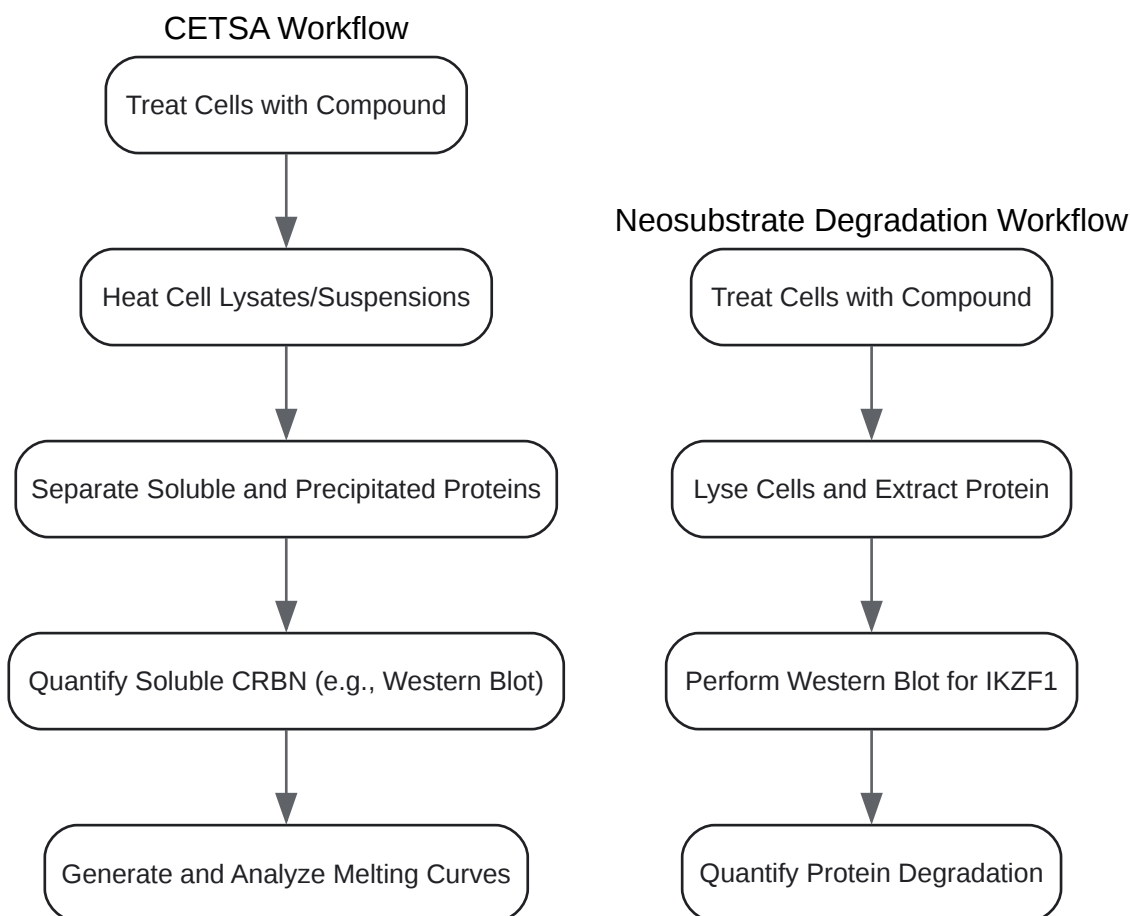 CETSA Workflow
Treat Cells with Compound
Heat Cell Lysates/Suspensions
Separate Soluble and Precipitated Proteins
Quantify Soluble CRBN (e.g., Western Blot)
Generate and Analyze Melting Curves
Neosubstrate Degradation Workflow
Treat Cells with Compound
Lyse Cells and Extract Protein
Perform Western Blot for IKZF1
Quantify Protein Degradation